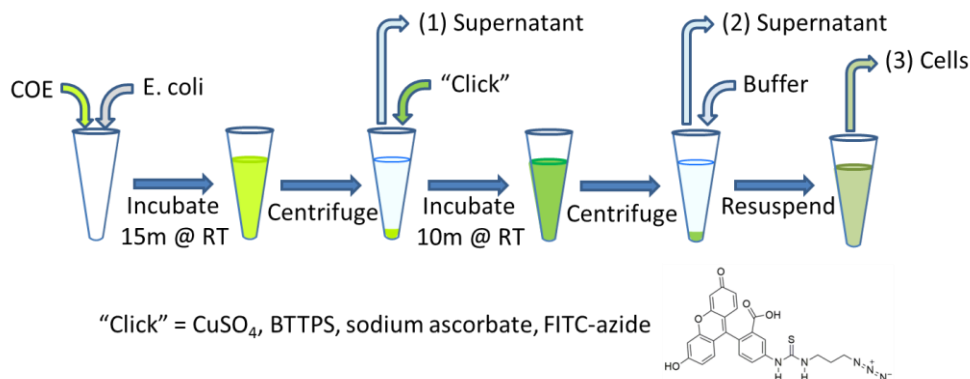 (1) Supernatant
(2) Supernatant
(3) Cells
COE
E. coli
“Click”
Buffer
Incubate
15m @ RT
Centrifuge
Incubate
10m @ RT
Centrifuge
Resuspend
“Click” = CuSO₄, BTTPS, sodium ascorbate, FITC-azide
O
O
OH
O
HO
S
N
H
N
H
N=N⁺=N⁻